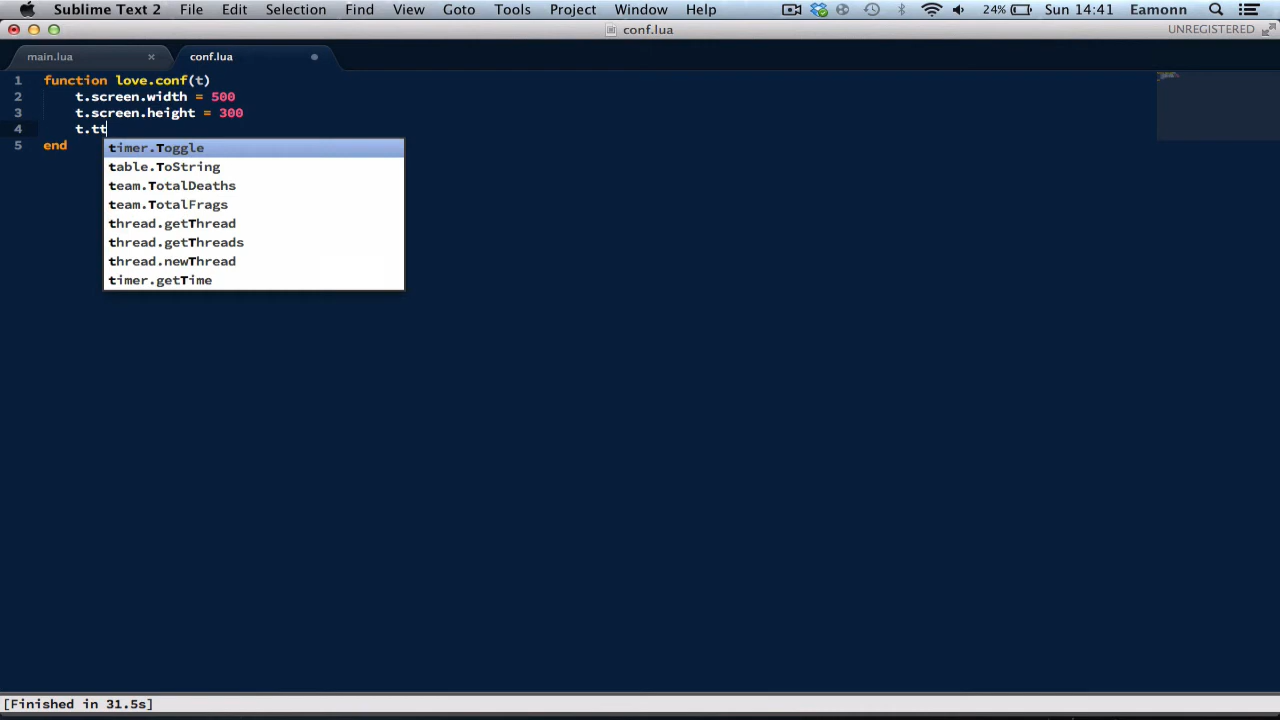 Sublime Text 2 File Edit Selection Find View Goto Tools Project Window Help 24% Sun 14:41 Eamonn
conf.lua UNREGISTERED
main.lua × conf.lua
1 function love.conf(t)
2 t.screen.width = 500
3 t.screen.height = 300
4 t.tt
5 end
timer.Toggle
table.ToString
team.TotalDeaths
team.TotalFrags
thread.getThread
thread.getThreads
thread.newThread
timer.getTime
[Finished in 31.5s]